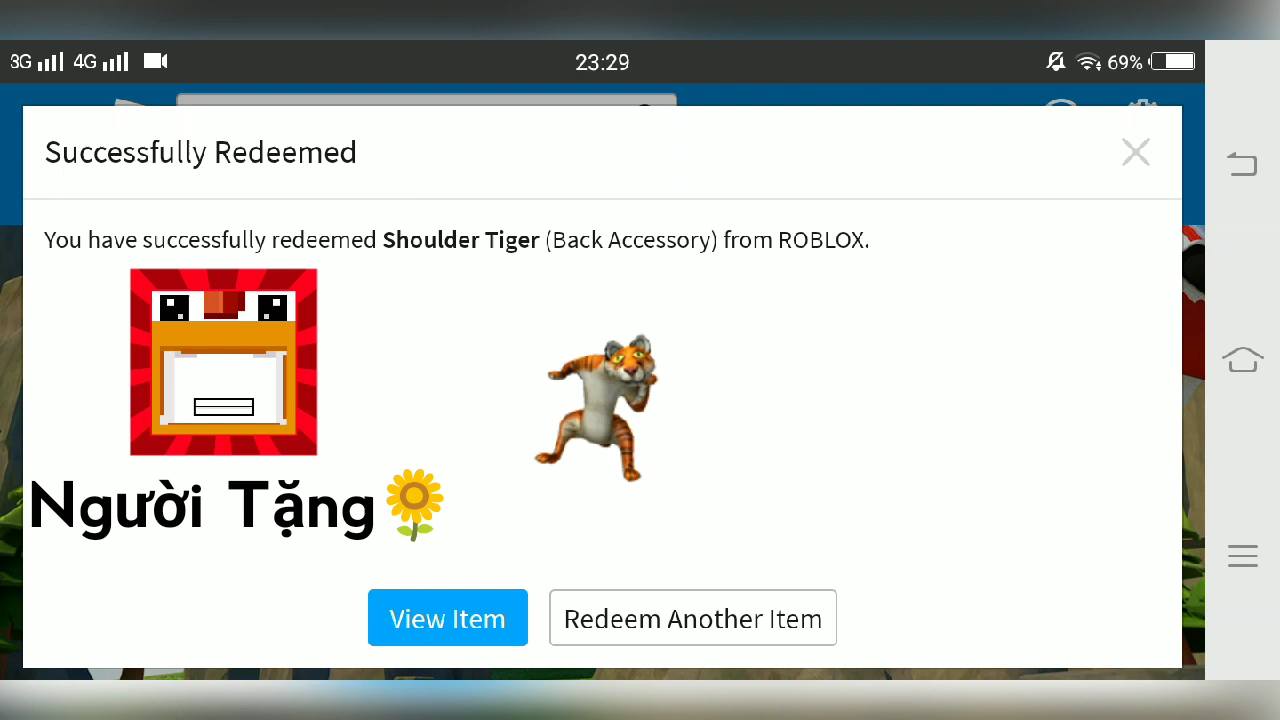 3G 4G 23:29 69%
Successfully Redeemed
You have successfully redeemed Shoulder Tiger (Back Accessory) from ROBLOX.
Người Tặng🌻
View Item
Redeem Another Item